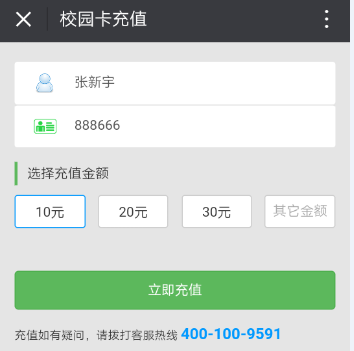 校园卡充值
张新宇
888666
选择充值金额
10元 20元 30元 其它金额
立即充值
充值如有疑问，请拨打客服热线 400-100-9591